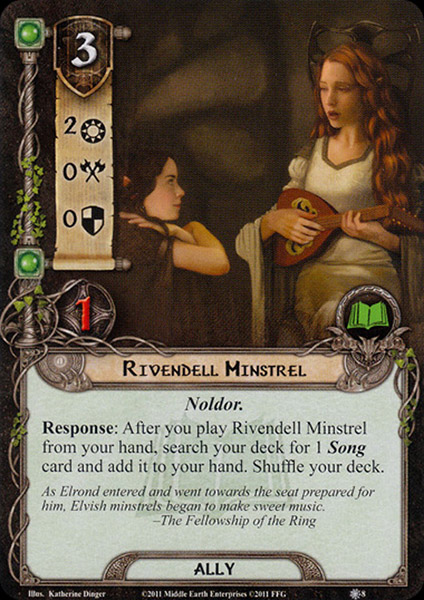 3
2
0
0
1
RIVENDELL MINSTREL
Noldor.
Response: After you play Rivendell Minstrel
from your hand, search your deck for 1 Song
card and add it to your hand. Shuffle your deck.
As Elrond entered and went towards the seat prepared for
him, Elvish minstrels began to make sweet music.
–The Fellowship of the Ring
ALLY
Illus. Katherine Dinger ©2011 Middle Earth Enterprises ©2011 FFG 8